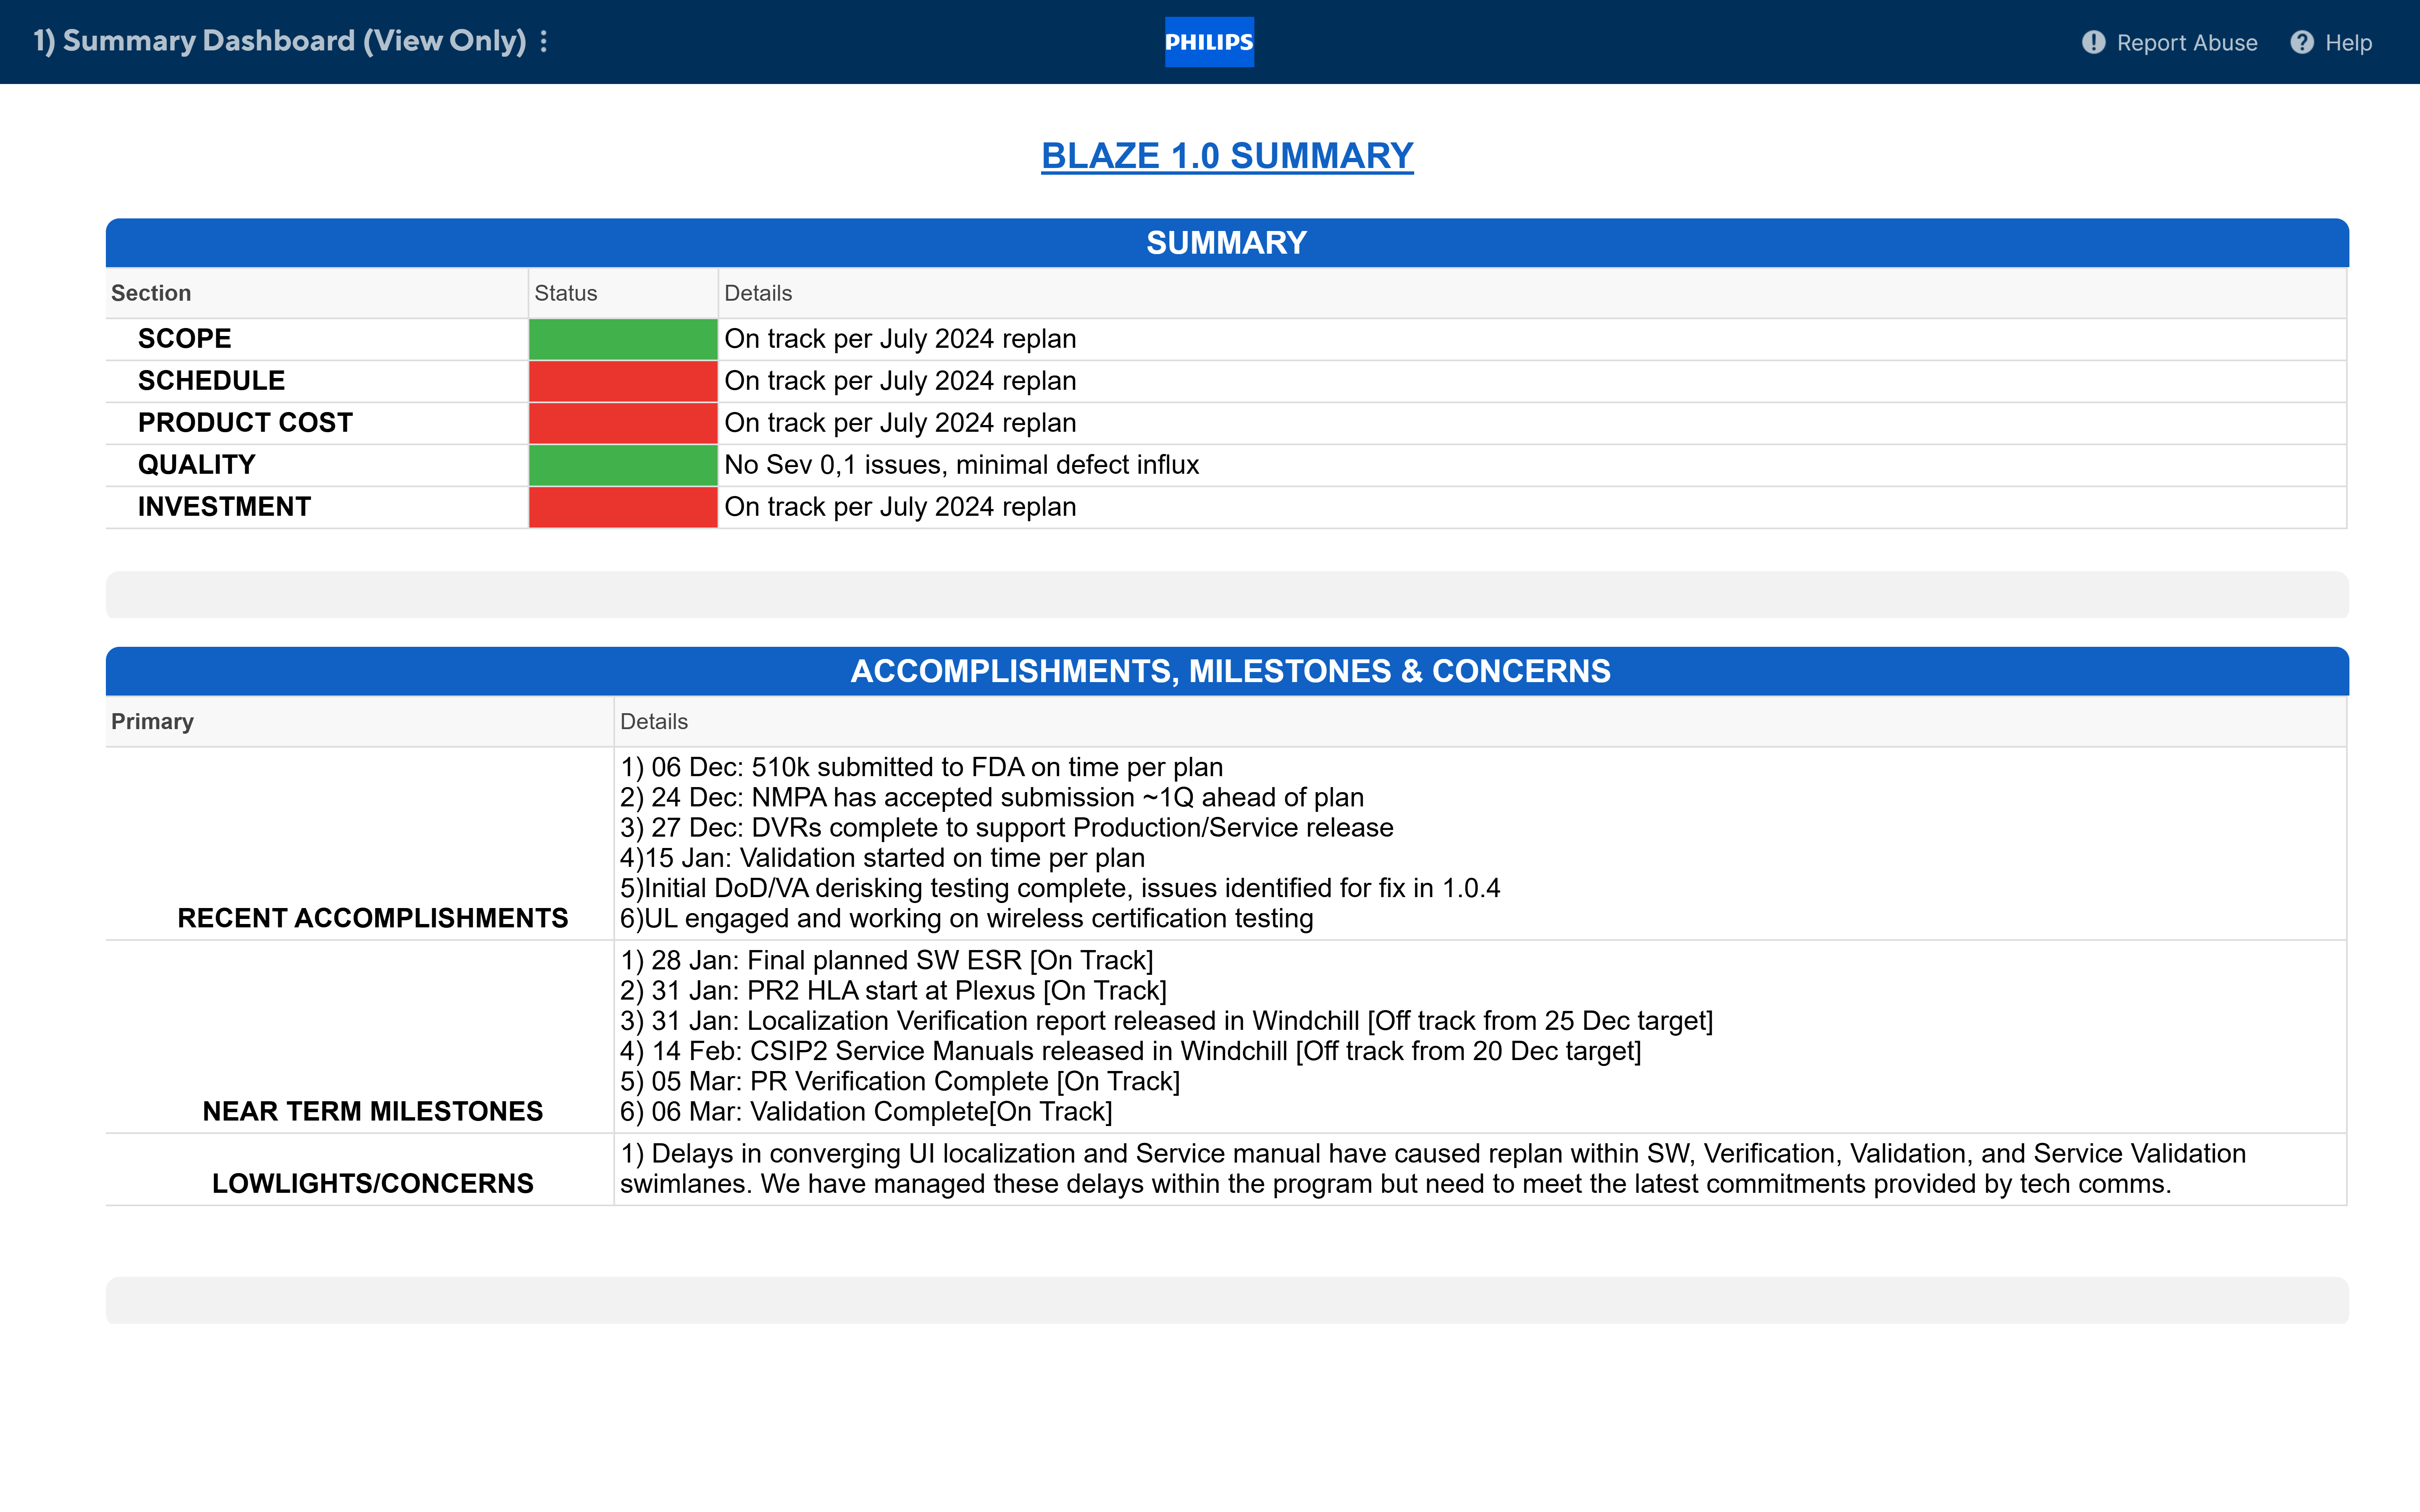 1) Summary Dashboard (View Only)
PHILIPS
Report Abuse
Help
BLAZE 1.0 SUMMARY
SUMMARY
Section Status Details
SCOPE On track per July 2024 replan
SCHEDULE On track per July 2024 replan
PRODUCT COST On track per July 2024 replan
QUALITY No Sev 0,1 issues, minimal defect influx
INVESTMENT On track per July 2024 replan
ACCOMPLISHMENTS, MILESTONES & CONCERNS
Primary Details
1) 06 Dec: 510k submitted to FDA on time per plan
2) 24 Dec: NMPA has accepted submission ~1Q ahead of plan
3) 27 Dec: DVRs complete to support Production/Service release
4)15 Jan: Validation started on time per plan
5)Initial DoD/VA derisking testing complete, issues identified for fix in 1.0.4
RECENT ACCOMPLISHMENTS 6)UL engaged and working on wireless certification testing
1) 28 Jan: Final planned SW ESR [On Track]
2) 31 Jan: PR2 HLA start at Plexus [On Track]
3) 31 Jan: Localization Verification report released in Windchill [Off track from 25 Dec target]
4) 14 Feb: CSIP2 Service Manuals released in Windchill [Off track from 20 Dec target]
5) 05 Mar: PR Verification Complete [On Track]
NEAR TERM MILESTONES 6) 06 Mar: Validation Complete[On Track]
1) Delays in converging UI localization and Service manual have caused replan within SW, Verification, Validation, and Service Validation
LOWLIGHTS/CONCERNS swimlanes. We have managed these delays within the program but need to meet the latest commitments provided by tech comms.